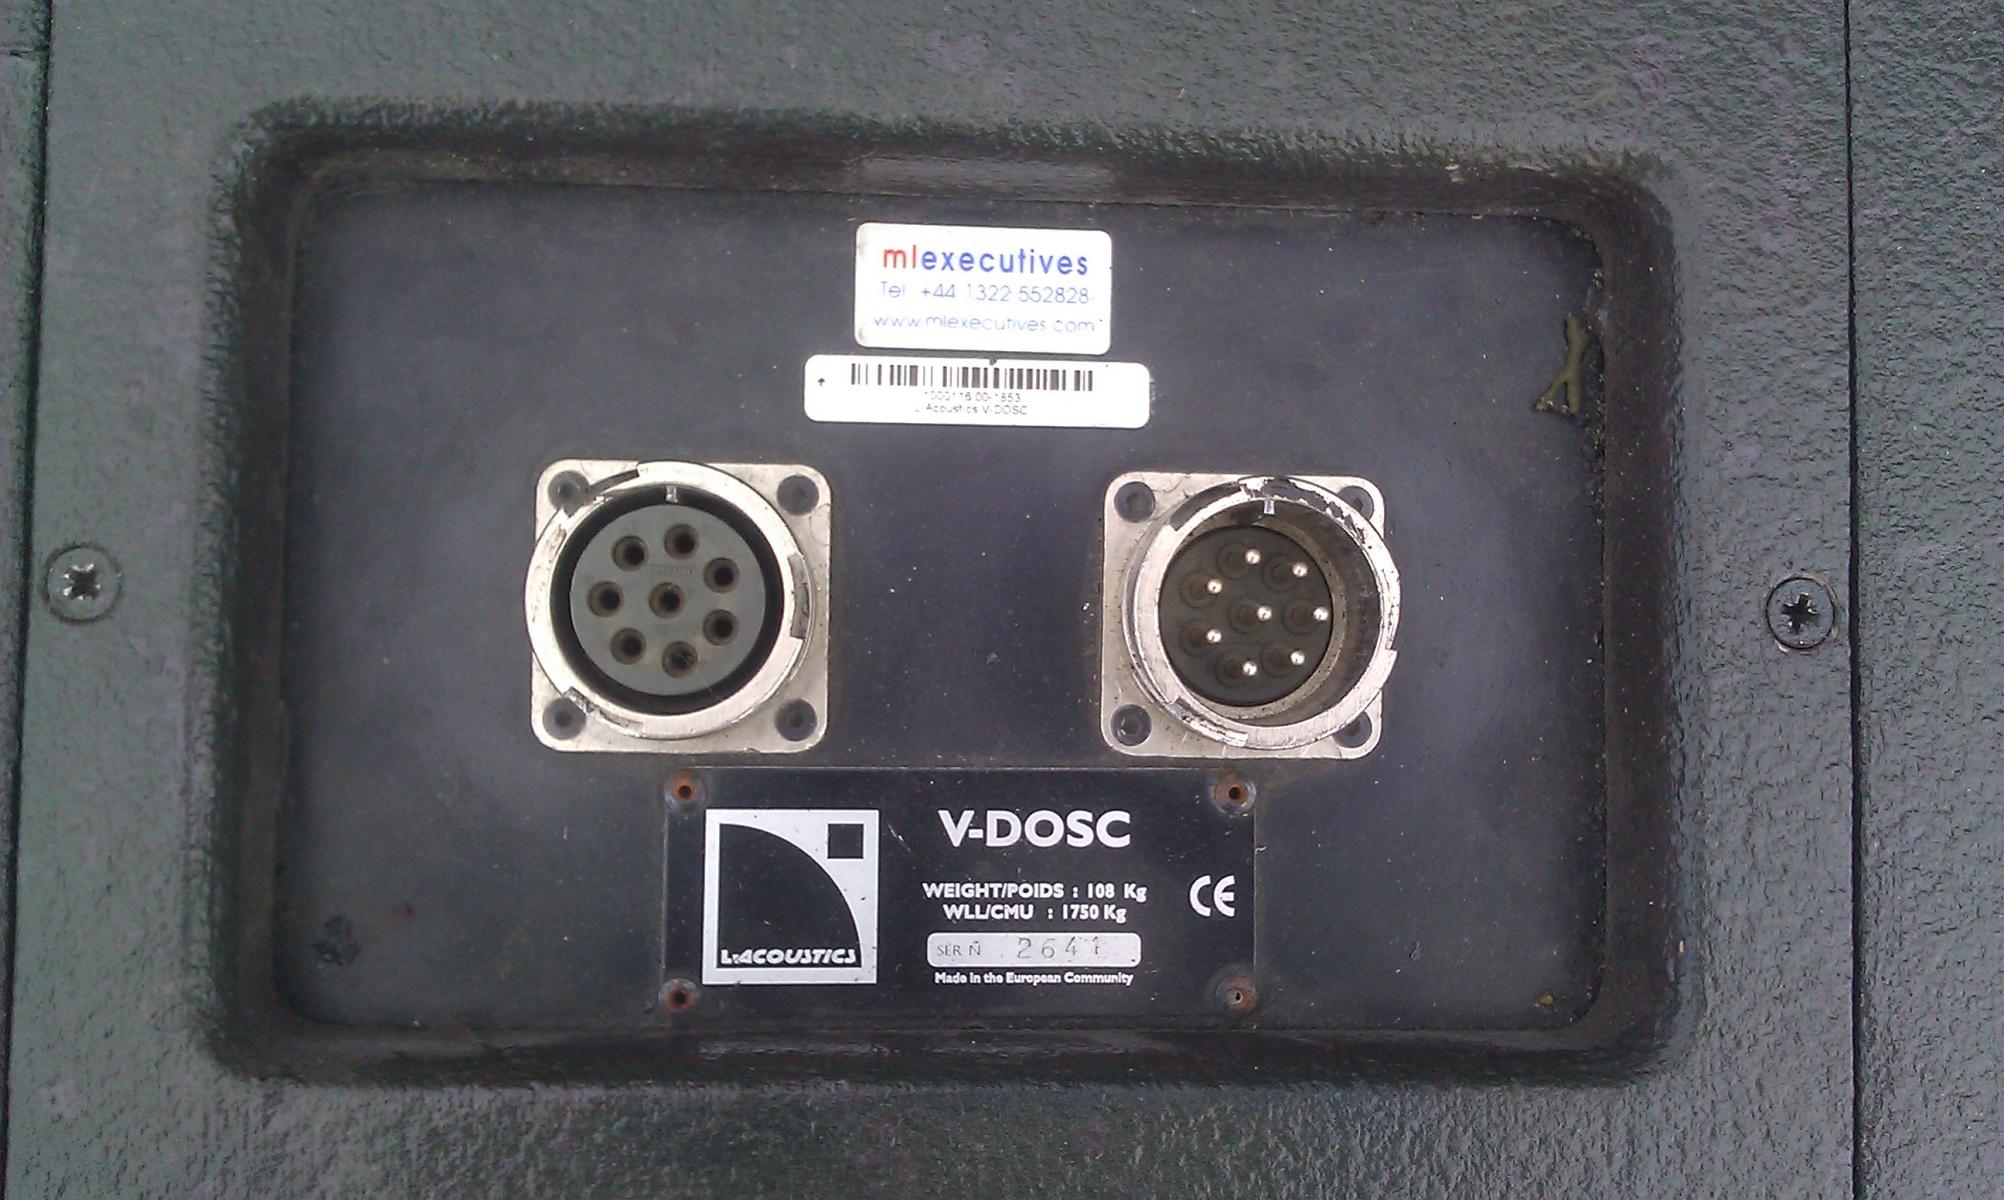 mlexecutives
Tel +44 1322 552828
www.mlexecutives.com
L-Acoustics V-DOSC
V-DOSC
WEIGHT/POIDS : 108 Kg
WLL/CMU : 1750 Kg
SER N 2641
Made in the European Community
CE
L-ACOUSTICS